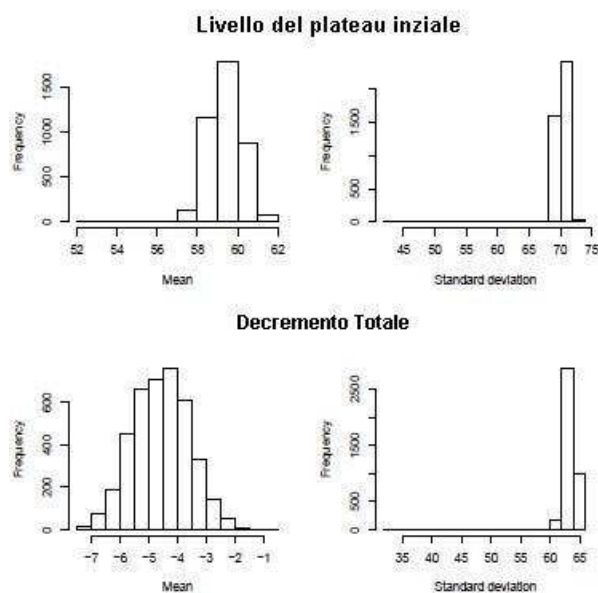 Livello del plateau inziale
Frequency
0 500 1000 1500
52 54 56 58 60 62
Mean
Frequency
0 500 1500
45 50 55 60 65 70 75
Standard deviation
Decremento Totale
Frequency
0 200 400 600
-7 -6 -5 -4 -3 -2 -1
Mean
Frequency
0 500 1500 2500
35 40 45 50 55 60 65
Standard deviation